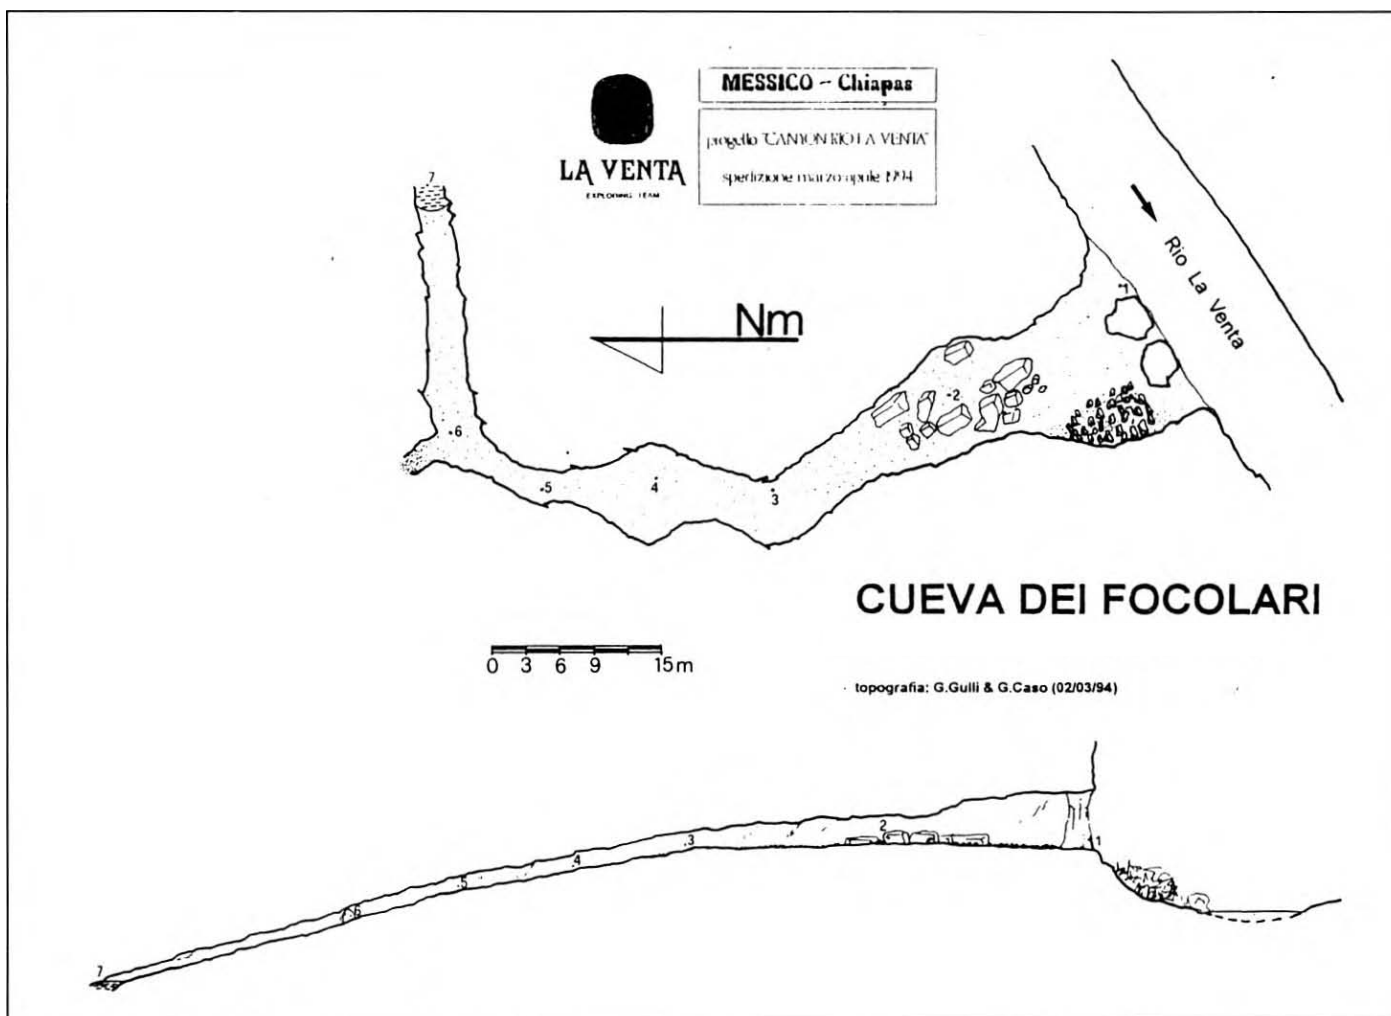 MESSICO - Chiapas
progetto "CANYON RIO LA VENTA"
spedizione marzo aprile 1994
LA VENTA
EXPLORING TEAM
7
Rio La Venta
1
Nm
2
6
5
4
3
CUEVA DEI FOCOLARI
0 3 6 9 15m
topografia: G.Gulli & G.Caso (02/03/94)
2
1
3
4
5
6
7